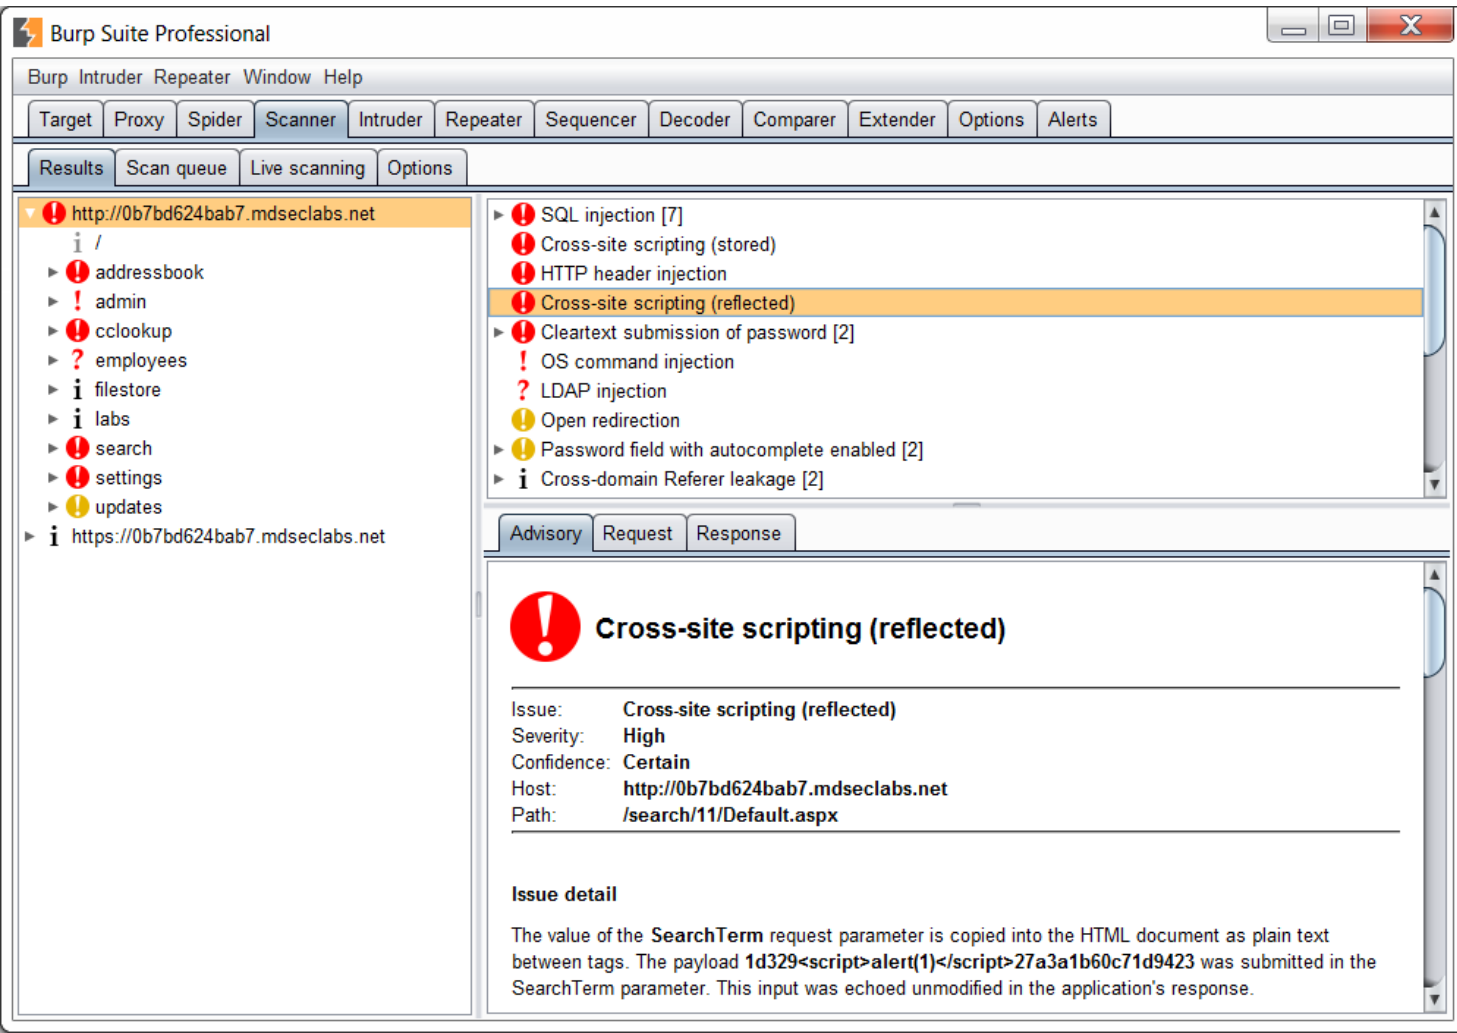 Burp Suite Professional
Burp Intruder Repeater Window Help
Target Proxy Spider Scanner Intruder Repeater Sequencer Decoder Comparer Extender Options Alerts
Results Scan queue Live scanning Options
http://0b7bd624bab7.mdseclabs.net
/
addressbook
admin
cclookup
employees
filestore
labs
search
settings
updates
https://0b7bd624bab7.mdseclabs.net
SQL injection [7]
Cross-site scripting (stored)
HTTP header injection
Cross-site scripting (reflected)
Cleartext submission of password [2]
OS command injection
LDAP injection
Open redirection
Password field with autocomplete enabled [2]
Cross-domain Referer leakage [2]
Advisory Request Response
Cross-site scripting (reflected)
Issue: Cross-site scripting (reflected)
Severity: High
Confidence: Certain
Host: http://0b7bd624bab7.mdseclabs.net
Path: /search/11/Default.aspx
Issue detail
The value of the SearchTerm request parameter is copied into the HTML document as plain text
between tags. The payload 1d329<script>alert(1)</script>27a3a1b60c71d9423 was submitted in the
SearchTerm parameter. This input was echoed unmodified in the application's response.